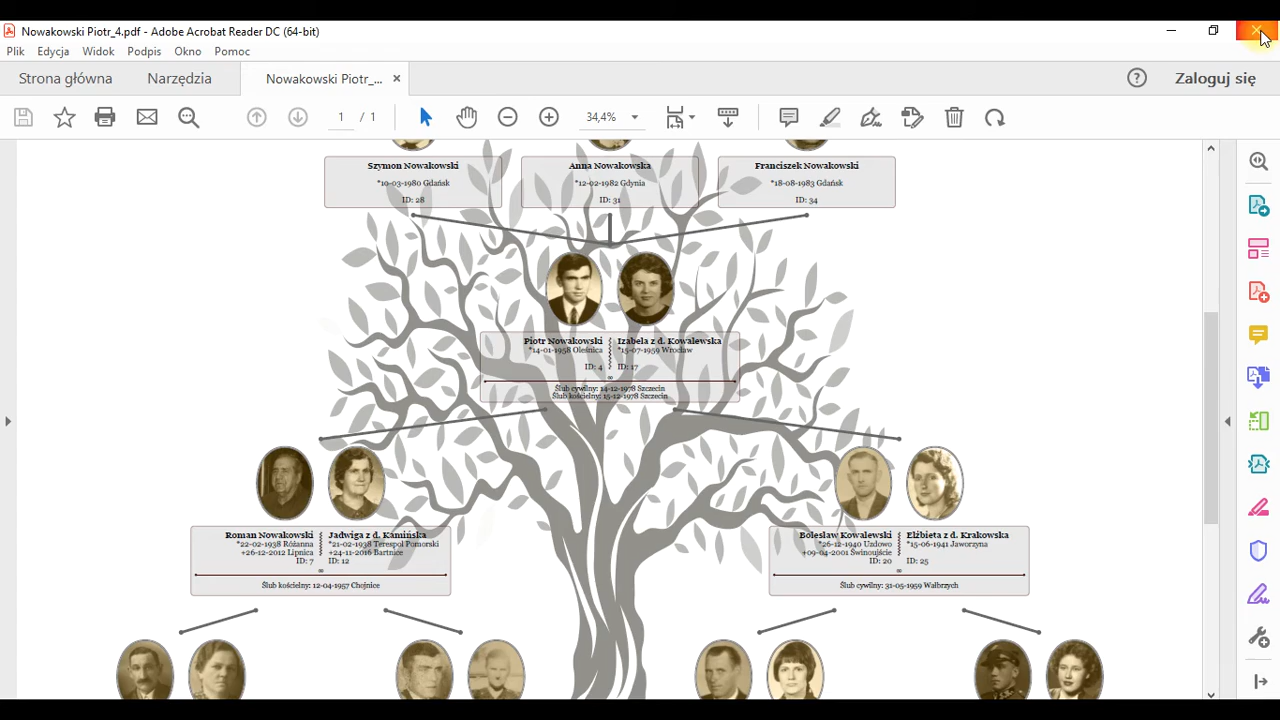 Nowakowski Piotr_4.pdf - Adobe Acrobat Reader DC (64-bit)
Plik Edycja Widok Podpis Okno Pomoc
Strona główna Narzędzia Nowakowski Piotr_... Zaloguj się
1 / 1 34,4%
Szymon Nowakowski
*10-03-1980 Gdańsk
ID: 28
Anna Nowakowska
*12-02-1982 Gdynia
ID: 31
Franciszek Nowakowski
*18-08-1983 Gdańsk
ID: 34
Piotr Nowakowski
*14-01-1958 Oleśnica
ID: 4
Izabela z d. Kowalewska
*15-07-1959 Wrocław
ID: 17
∞
Ślub cywilny: 14-12-1978 Szczecin
Ślub kościelny: 15-12-1978 Szczecin
Roman Nowakowski
*22-02-1938 Różanna
+26-12-2012 Lipnica
ID: 7
Jadwiga z d. Kamińska
*21-02-1938 Terespol Pomorski
+24-11-2016 Bartnice
ID: 12
∞
Ślub kościelny: 12-04-1957 Chojnice
Bolesław Kowalewski
*26-12-1940 Uzdowo
+09-04-2001 Świnoujście
ID: 20
Elżbieta z d. Krakowska
*15-06-1941 Jaworzyna
ID: 25
∞
Ślub cywilny: 31-05-1959 Wałbrzych